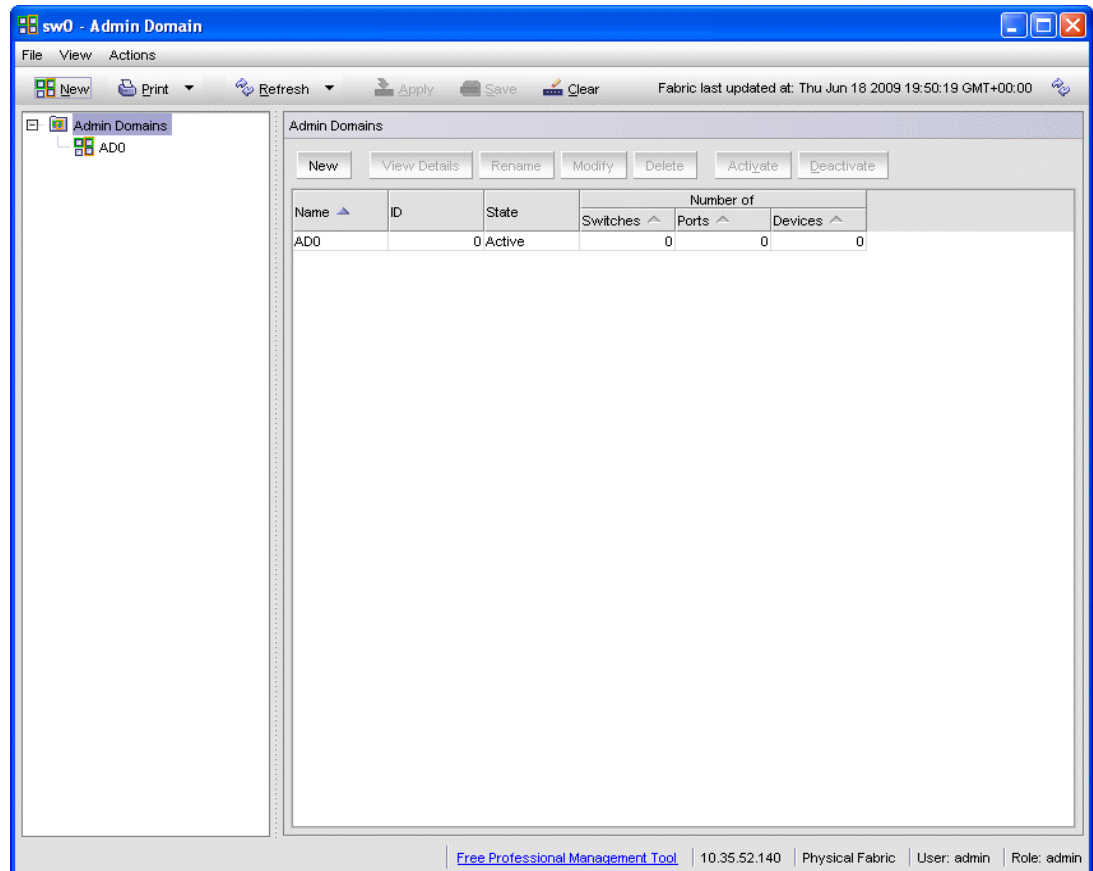 sw0 - Admin Domain
File View Actions
New Print Refresh Apply Save Clear Fabric last updated at: Thu Jun 18 2009 19:50:19 GMT+00:00
Admin Domains
AD0
Admin Domains
New View Details Rename Modify Delete Activate Deactivate
Name ID State Number of
Switches Ports Devices
AD0 0 Active 0 0 0
Free Professional Management Tool 10.35.52.140 Physical Fabric User: admin Role: admin